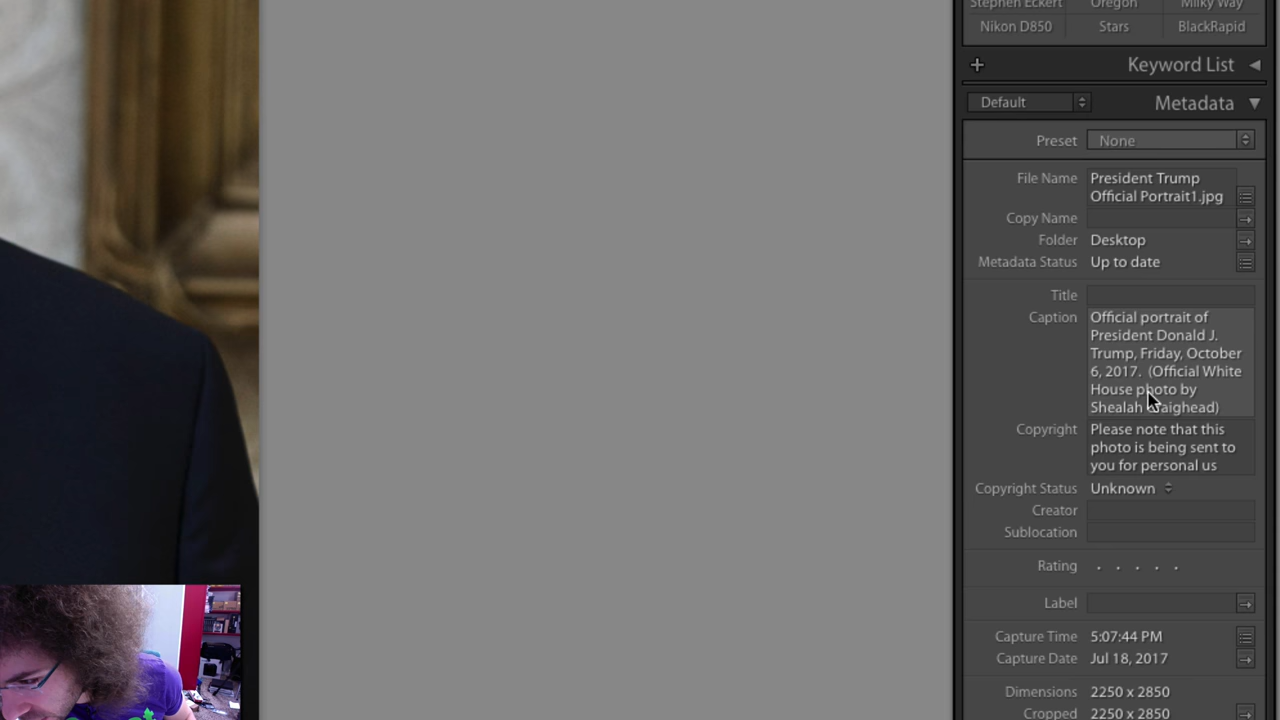 Stephen Eckert Oregon Milky Way
Nikon D850 Stars BlackRapid
+ Keyword List
Default Metadata
Preset None
File Name President Trump
Official Portrait1.jpg
Copy Name
Folder Desktop
Metadata Status Up to date
Title
Caption Official portrait of
President Donald J.
Trump, Friday, October
6, 2017. (Official White
House photo by
Shealah Craighead)
Copyright Please note that this
photo is being sent to
you for personal us
Copyright Status Unknown
Creator
Sublocation
Rating . . . . .
Label
Capture Time 5:07:44 PM
Capture Date Jul 18, 2017
Dimensions 2250 x 2850
Cropped 2250 x 2850